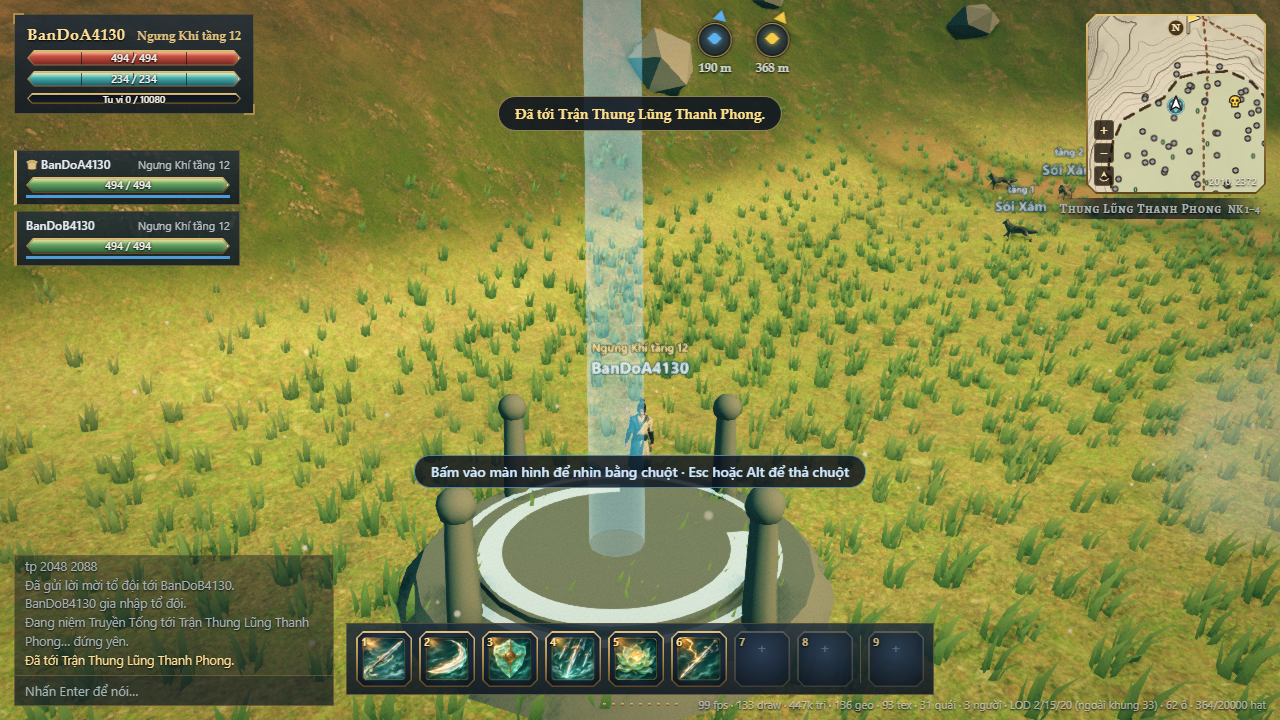 BanDoA4130 Ngưng Khí tầng 12
494 / 494
234 / 234
Tu vi 0 / 10080
BanDoA4130 Ngưng Khí tầng 12
494 / 494
BanDoB4130 Ngưng Khí tầng 12
494 / 494
190 m 368 m
Đã tới Trận Thung Lũng Thanh Phong.
N
+
−
2010, 2372
THUNG LŨNG THANH PHONG NK1–4
tầng 2
Sói Xám
tầng 1
Sói Xám
Ngưng Khí tầng 12
BanDoA4130
Bấm vào màn hình để nhìn bằng chuột · Esc hoặc Alt để thả chuột
tp 2048 2088
Đã gửi lời mời tổ đội tới BanDoB4130.
BanDoB4130 gia nhập tổ đội.
Đang niệm Truyền Tống tới Trận Thung Lũng Thanh
Phong... đứng yên.
Đã tới Trận Thung Lũng Thanh Phong.
Nhấn Enter để nói...
1 2 3 4 5 6 7 8 9
+ + +
99 fps · 133 draw · 447k tri · 136 geo · 93 tex · 31 quái · 3 người · LOD 2/15/20 (ngoài khung 33) · 62 ô · 364/20000 hạt